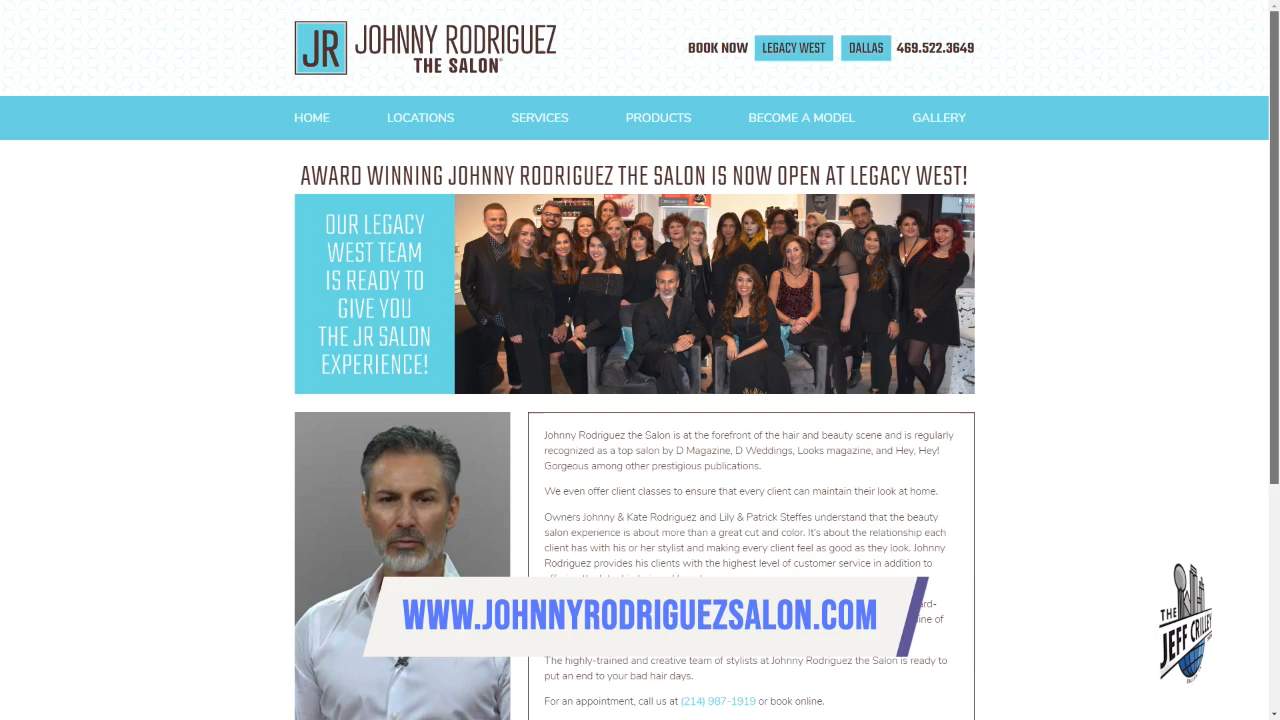 JR
JOHNNY RODRIGUEZ
THE SALON
BOOK NOW LEGACY WEST DALLAS 469.522.3649
HOME LOCATIONS SERVICES PRODUCTS BECOME A MODEL GALLERY
AWARD WINNING JOHNNY RODRIGUEZ THE SALON IS NOW OPEN AT LEGACY WEST!
OUR LEGACY
WEST TEAM
IS READY TO
GIVE YOU
THE JR SALON
EXPERIENCE!
Johnny Rodriguez the Salon is at the forefront of the hair and beauty scene and is regularly
recognized as a top salon by D Magazine, D Weddings, Looks magazine, and Hey, Hey!
Gorgeous among other prestigious publications.
We even offer client classes to ensure that every client can maintain their look at home.
Owners Johnny & Kate Rodriguez and Lily & Patrick Steffes understand that the beauty
salon experience is about more than a great cut and color. It's about the relationship each
client has with his or her stylist and making every client feel as good as they look. Johnny
Rodriguez provides his clients with the highest level of customer service in addition to
ard-
line of
WWW.JOHNNYRODRIGUEZSALON.COM
The highly-trained and creative team of stylists at Johnny Rodriguez the Salon is ready to
put an end to your bad hair days.
For an appointment, call us at (214) 987-1919 or book online.
THE
JEFF CRILLEY